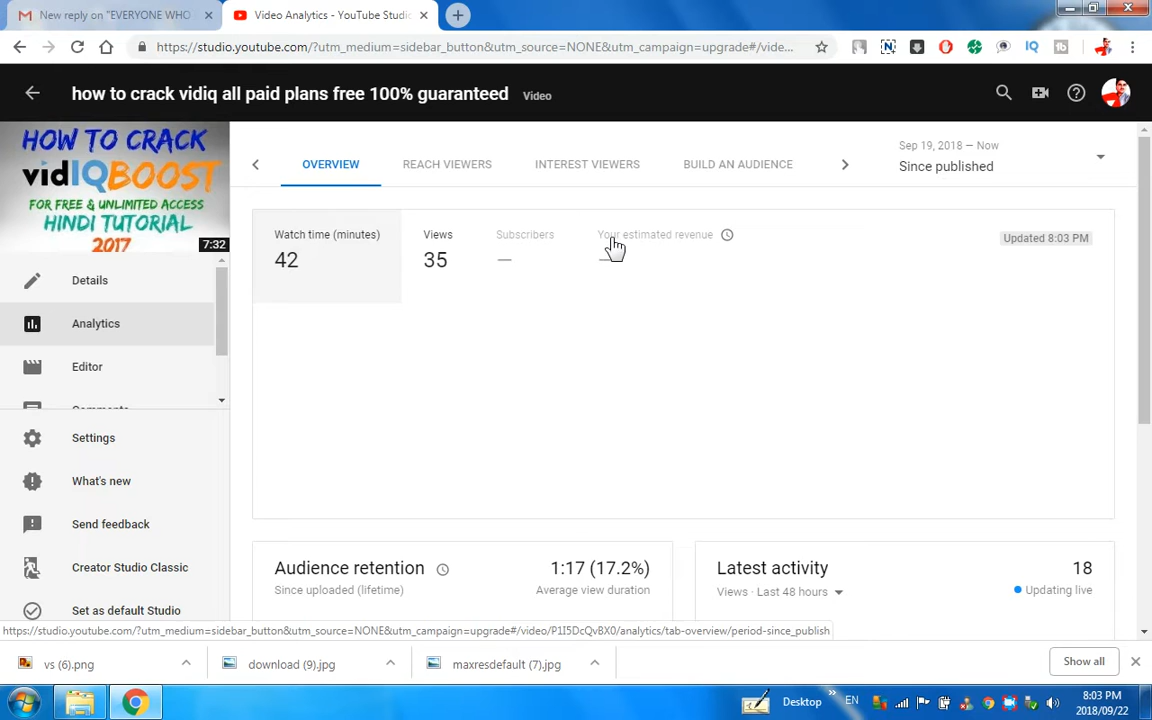 New reply on "EVERYONE WHO
Video Analytics - YouTube Studio
https://studio.youtube.com/?utm_medium=sidebar_button&utm_source=NONE&utm_campaign=upgrade#/vide...
how to crack vidiq all paid plans free 100% guaranteed Video
HOW TO CRACK
vidIQBOOST
FOR FREE & UNLIMITED ACCESS
HINDI TUTORIAL
2017
7:32
Details
Analytics
Editor
Comments
Settings
What's new
Send feedback
Creator Studio Classic
Set as default Studio
OVERVIEW REACH VIEWERS INTEREST VIEWERS BUILD AN AUDIENCE
Sep 19, 2018 — Now
Since published
Watch time (minutes) Views Subscribers Your estimated revenue
42 35 — —
Updated 8:03 PM
Audience retention 1:17 (17.2%)
Since uploaded (lifetime) Average view duration
Latest activity 18
Views · Last 48 hours Updating live
https://studio.youtube.com/?utm_medium=sidebar_button&utm_source=NONE&utm_campaign=upgrade#/video/P1I5DcQvBX0/analytics/tab-overview/period-since_publish
vs (6).png
download (9).jpg
maxresdefault (7).jpg
Show all
Desktop » EN 8:03 PM
2018/09/22